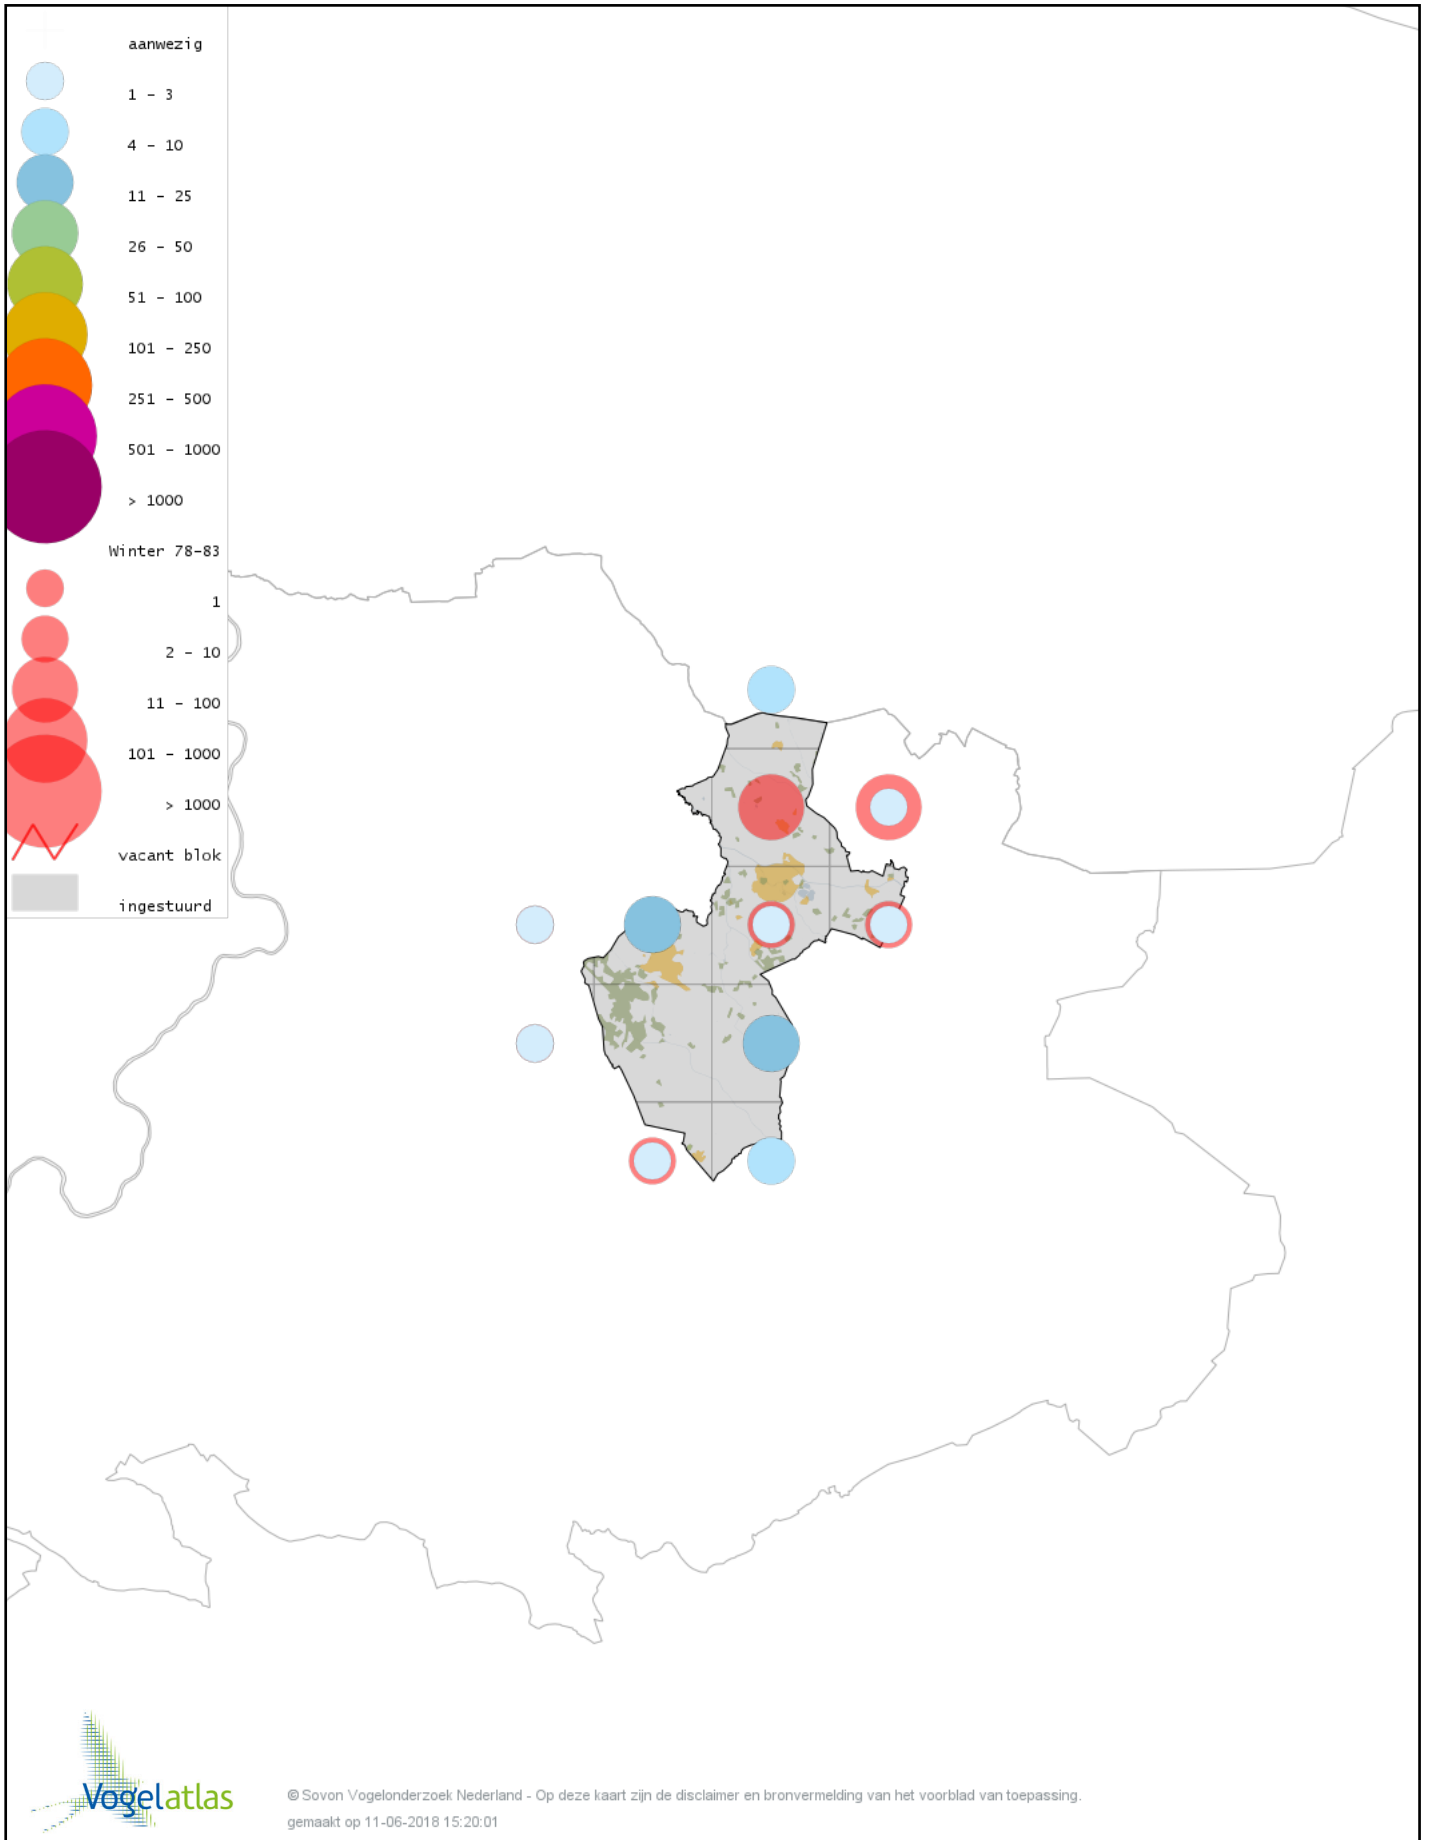 aanwezig
1 - 3
4 - 10
11 - 25
26 - 50
51 - 100
101 - 250
251 - 500
501 - 1000
> 1000
Winter 78-83
1
2 - 10
11 - 100
101 - 1000
> 1000
vacant blok
ingestuurd
Vogelatlas
© Sovon Vogelonderzoek Nederland - Op deze kaart zijn de disclaimer en bronvermelding van het voorblad van toepassing.
gemaakt op 11-06-2018 15:20:01